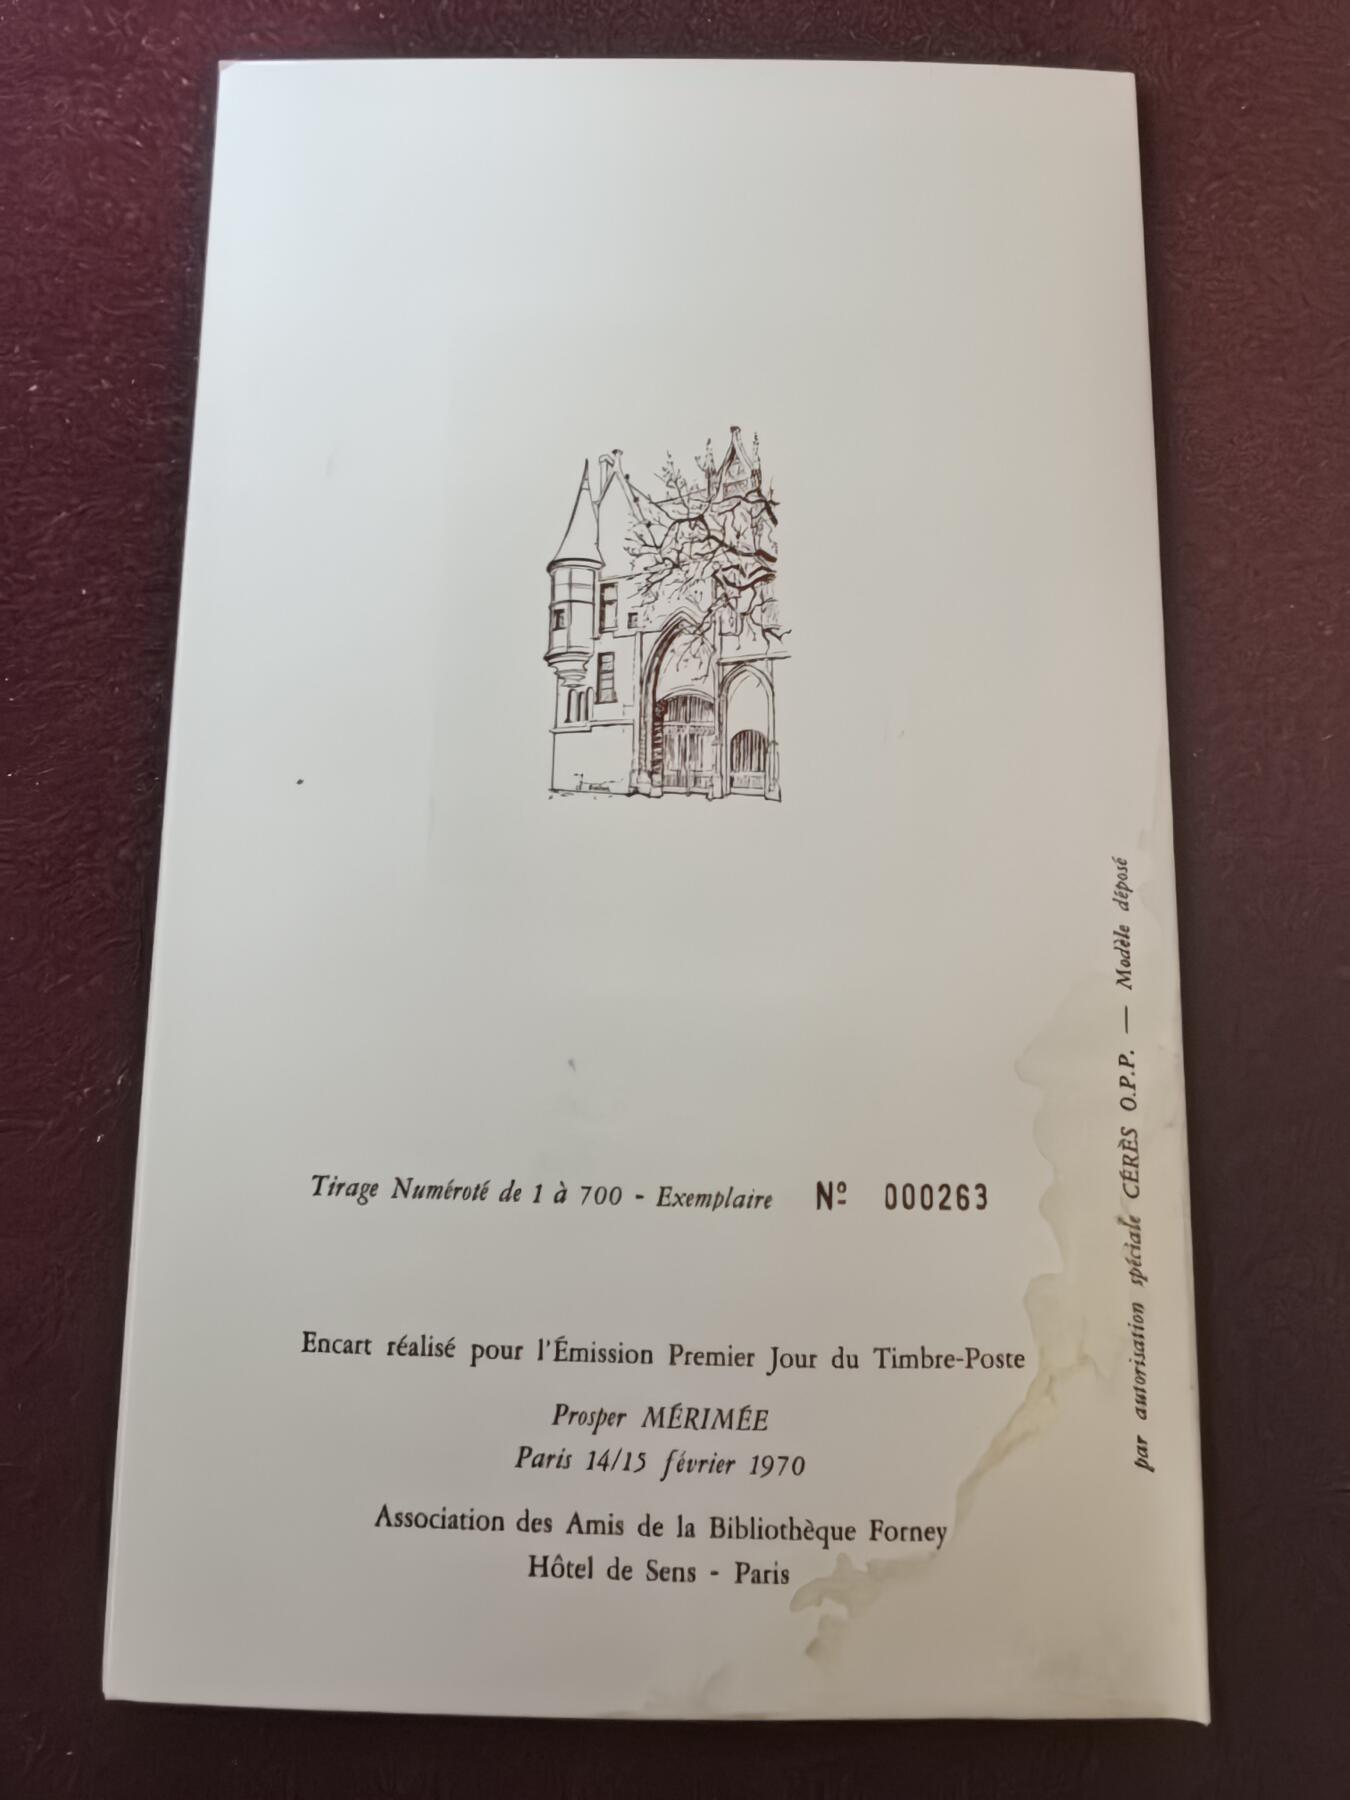 Tirage Numéroté de 1 à 700 - Exemplaire Nº 000263
Encart réalisé pour l'Émission Premier Jour du Timbre-Poste
Prosper MÉRIMÉE
Paris 14/15 février 1970
Association des Amis de la Bibliothèque Forney
Hôtel de Sens - Paris
par autorisation spéciale CÉRÈS O.P.P. — Modèle déposé